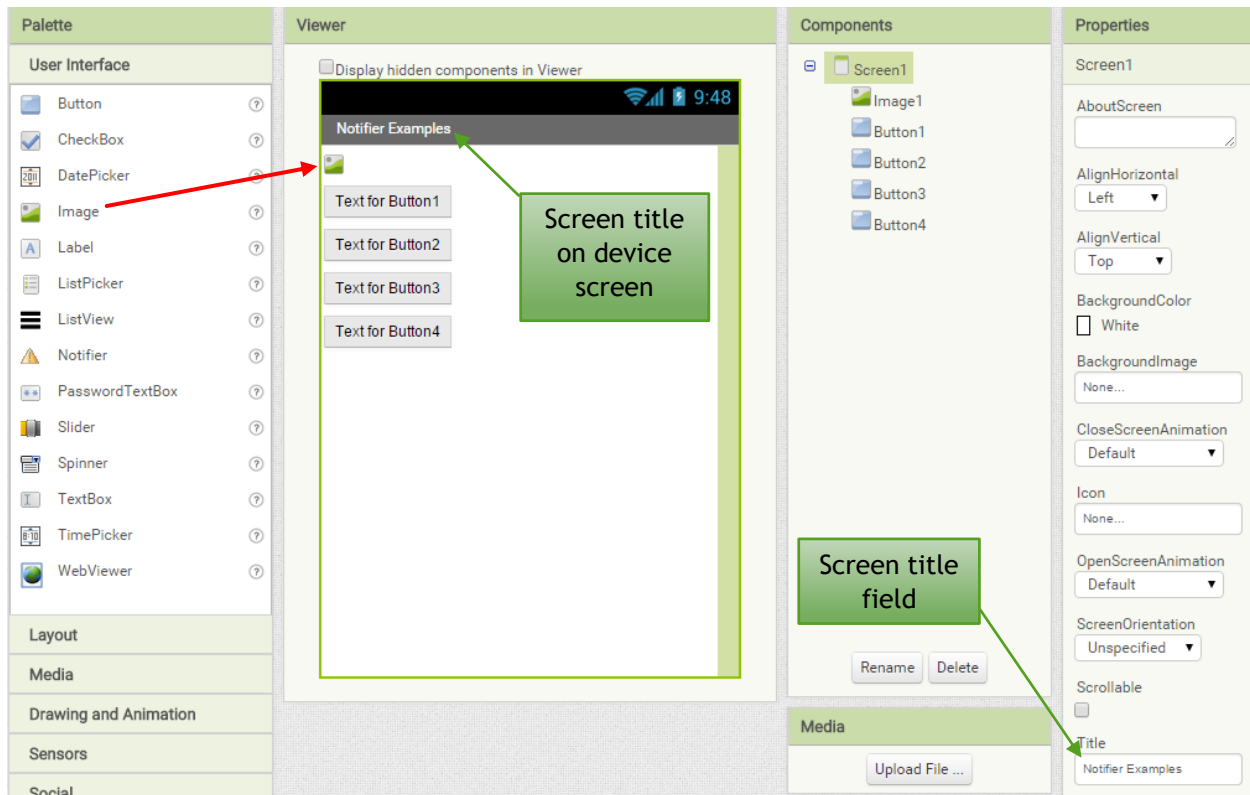 Palette
User Interface
Button
CheckBox
DatePicker
Image
Label
ListPicker
ListView
Notifier
PasswordTextBox
Slider
Spinner
TextBox
TimePicker
WebViewer
Layout
Media
Drawing and Animation
Sensors
Social
Viewer
Display hidden components in Viewer
9:48
Notifier Examples
Text for Button1
Text for Button2
Text for Button3
Text for Button4
Screen title
on device
screen
Components
Screen1
Image1
Button1
Button2
Button3
Button4
Screen title
field
Rename Delete
Media
Upload File ...
Properties
Screen1
AboutScreen
AlignHorizontal
Left
AlignVertical
Top
BackgroundColor
White
BackgroundImage
None...
CloseScreenAnimation
Default
Icon
None...
OpenScreenAnimation
Default
ScreenOrientation
Unspecified
Scrollable
Title
Notifier Examples